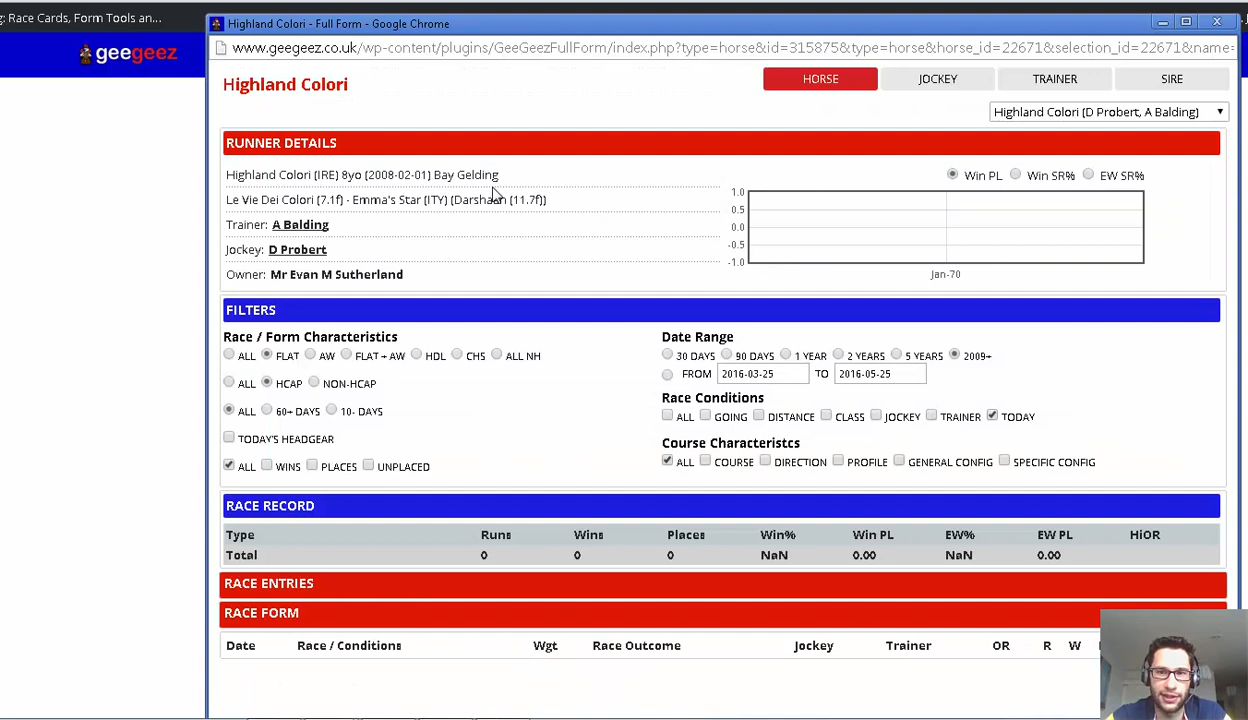 g: Race Cards, Form Tools an...
Highland Colori - Full Form - Google Chrome
geegeez
www.geegeez.co.uk/wp-content/plugins/GeeGeezFullForm/index.php?type=horse&id=315875&type=horse&horse_id=22671&selection_id=22671&name=
Highland Colori
HORSE
JOCKEY
TRAINER
SIRE
Highland Colori (D Probert, A Balding)
RUNNER DETAILS
Highland Colori (IRE) 8yo (2008-02-01) Bay Gelding
Win PL
Win SR%
EW SR%
Le Vie Dei Colori (7.1f) - Emma's Star (ITY) (Darshaan (11.7f))
Trainer: A Balding
Jockey: D Probert
Owner: Mr Evan M Sutherland
1.0
0.5
0.0
-0.5
-1.0
Jan-70
FILTERS
Race / Form Characteristics
ALL FLAT AW FLAT + AW HDL CHS ALL NH
ALL HCAP NON-HCAP
ALL 60+ DAYS 10- DAYS
TODAY'S HEADGEAR
ALL WINS PLACES UNPLACED
Date Range
30 DAYS 90 DAYS 1 YEAR 2 YEARS 5 YEARS 2009+
FROM 2016-03-25 TO 2016-05-25
Race Conditions
ALL GOING DISTANCE CLASS JOCKEY TRAINER TODAY
Course Characteristcs
ALL COURSE DIRECTION PROFILE GENERAL CONFIG SPECIFIC CONFIG
RACE RECORD
Type Runs Wins Places Win% Win PL EW% EW PL HiOR
Total 0 0 0 NaN 0.00 NaN 0.00
RACE ENTRIES
RACE FORM
Date Race / Conditions Wgt Race Outcome Jockey Trainer OR R W